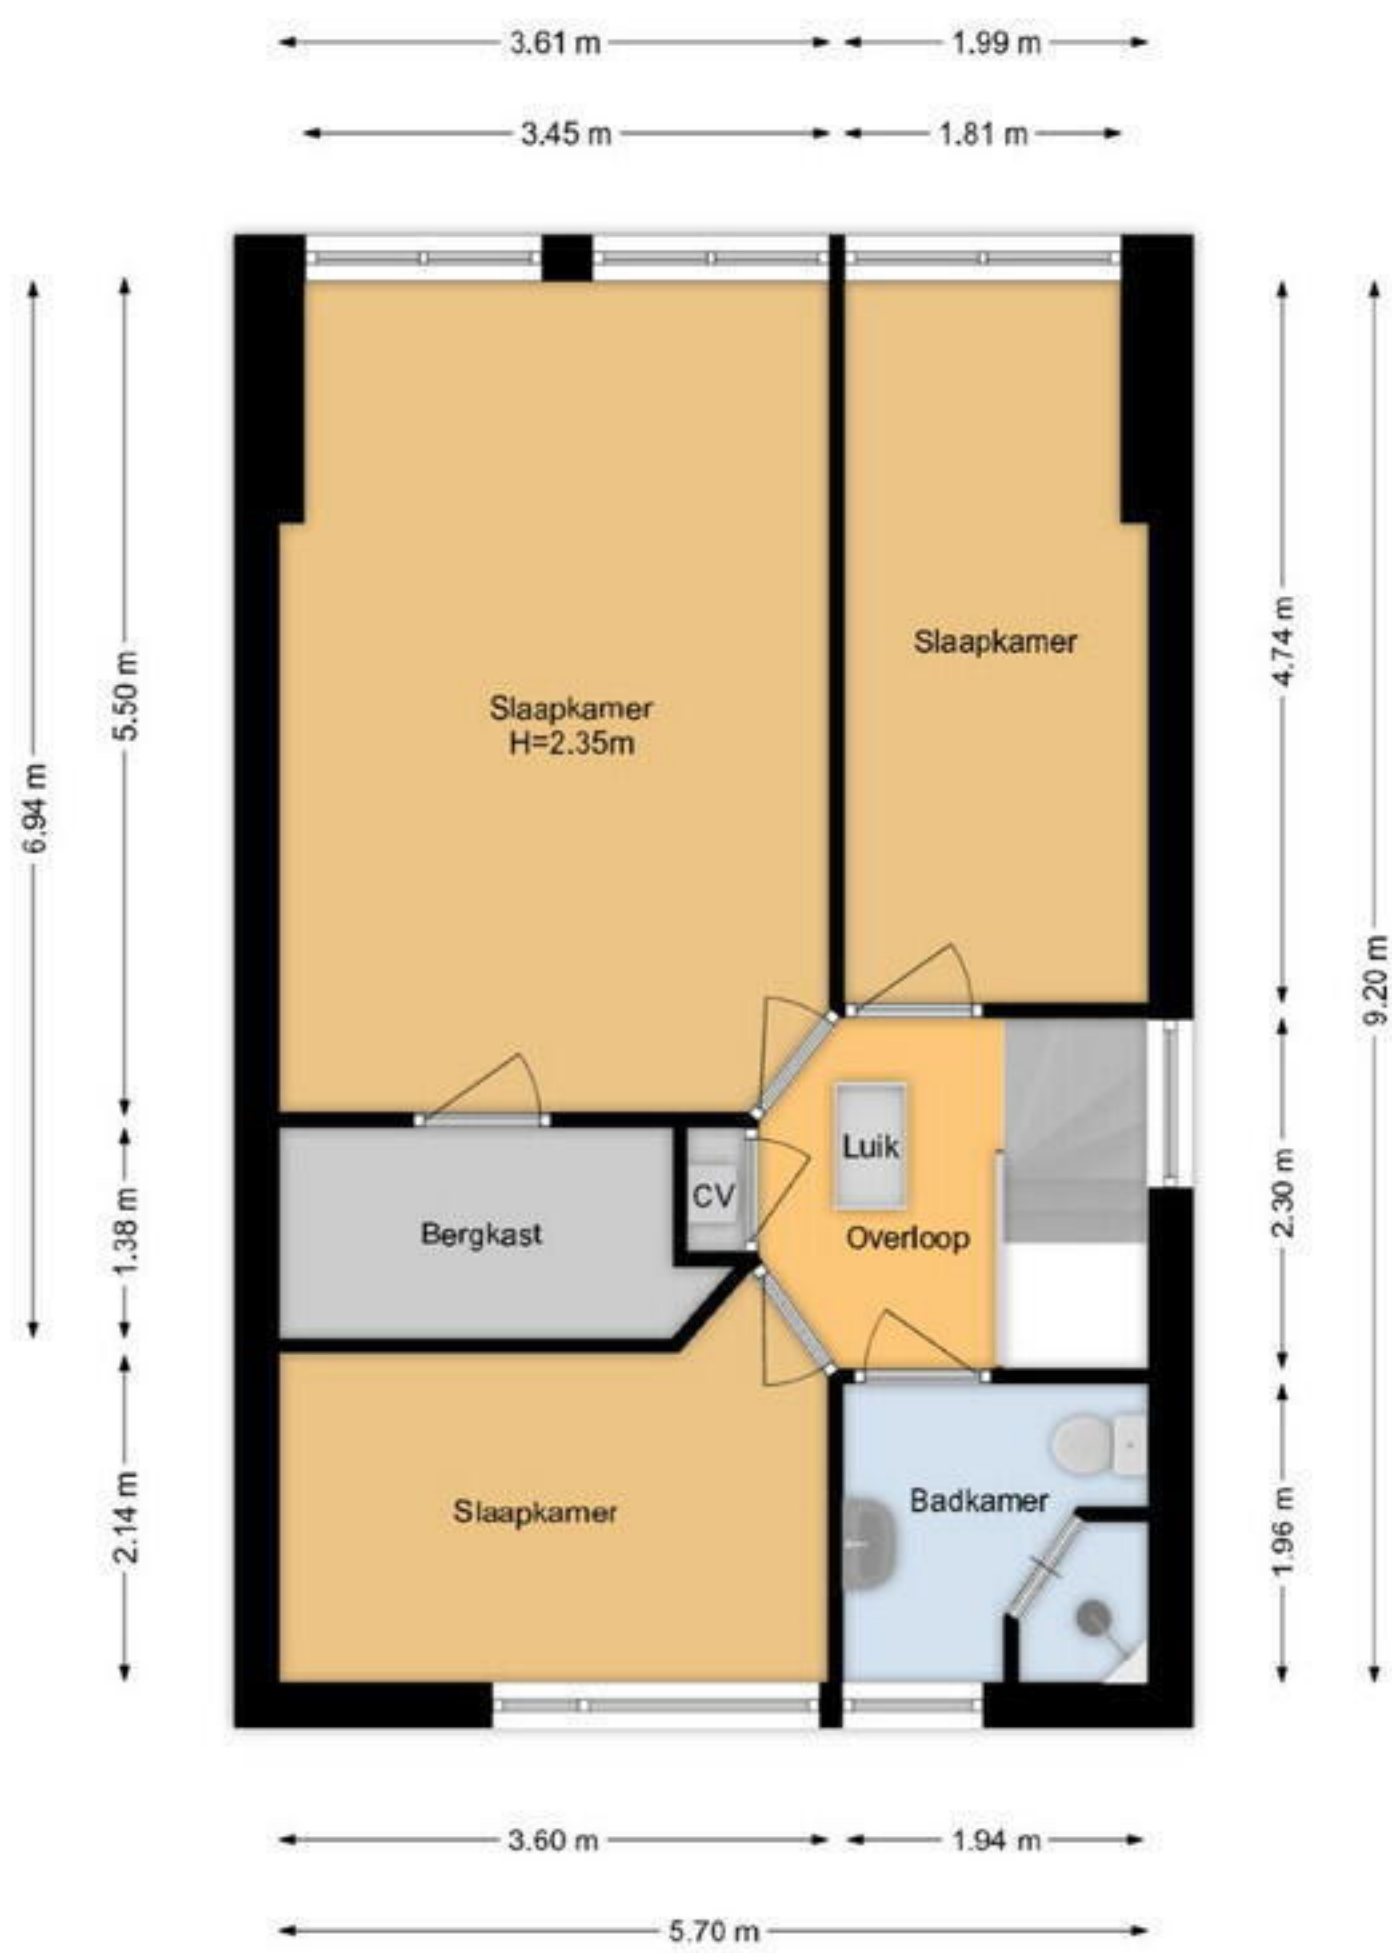 3.61 m
1.99 m
3.45 m
1.81 m
Slaapkamer
4.74 m
5.50 m
Slaapkamer
H=2.35m
6.94 m
9.20 m
Luik
CV
2.30 m
1.38 m
Bergkast
Overloop
Badkamer
Slaapkamer
2.14 m
1.96 m
3.60 m
1.94 m
5.70 m